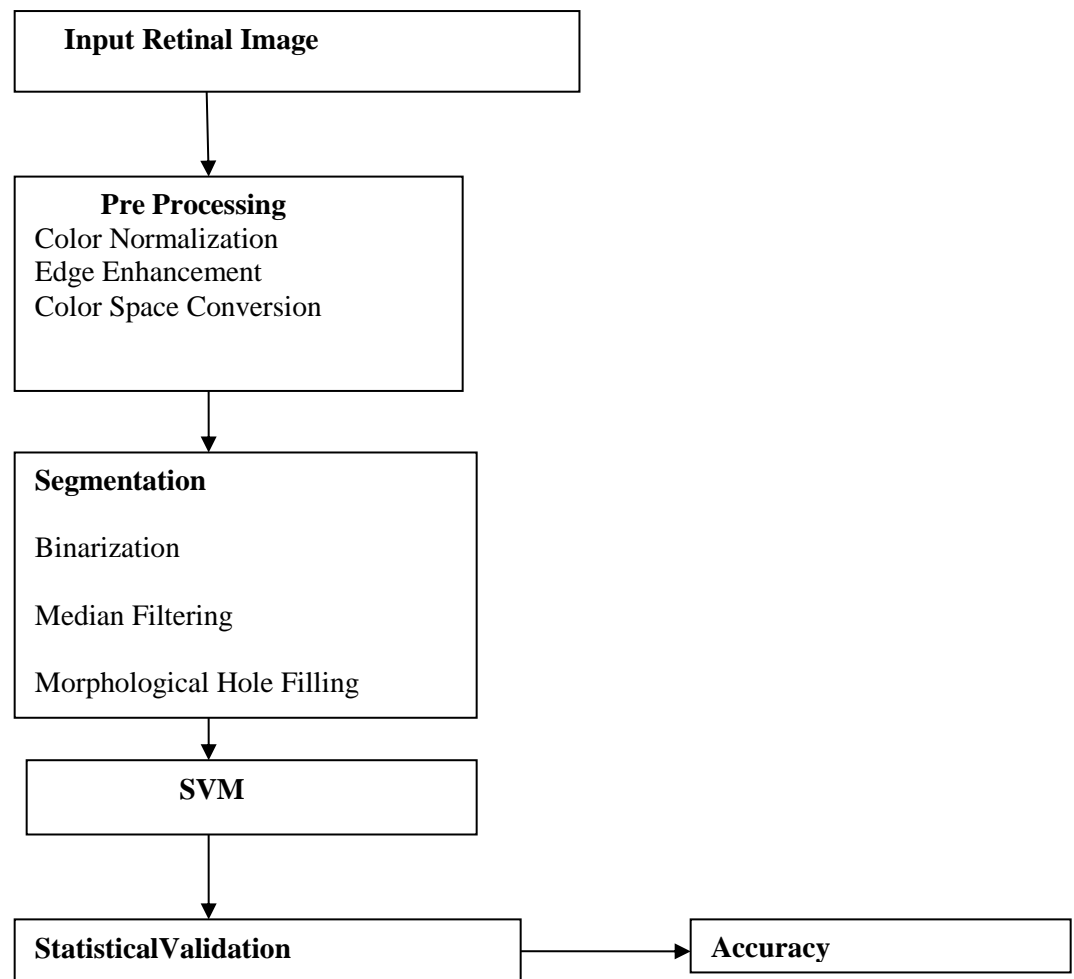 Input Retinal Image
Pre Processing
Color Normalization
Edge Enhancement
Color Space Conversion
Segmentation
Binarization
Median Filtering
Morphological Hole Filling
SVM
StatisticalValidation
Accuracy